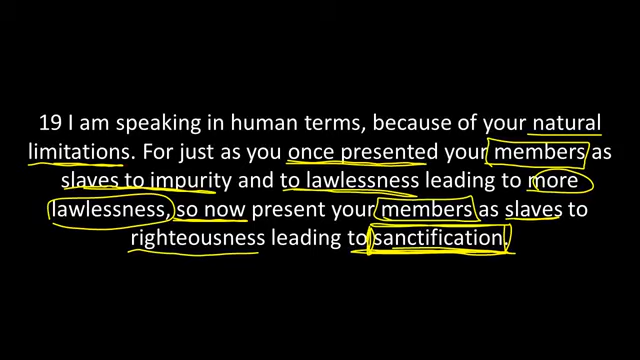 19 I am speaking in human terms, because of your natural
limitations. For just as you once presented your members as
slaves to impurity and to lawlessness leading to more
lawlessness, so now present your members as slaves to
righteousness leading to sanctification.